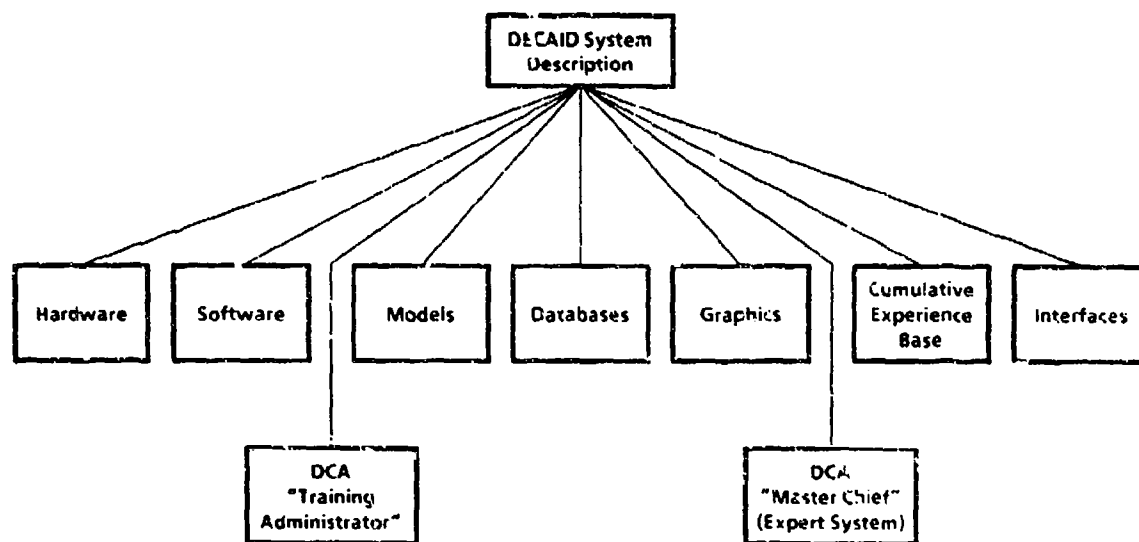 DECAID System
Description
Hardware
Software
Models
Databases
Graphics
Cumulative
Experience
Base
Interfaces
DCA
"Training
Administrator"
DCA
"Master Chief"
(Expert System)